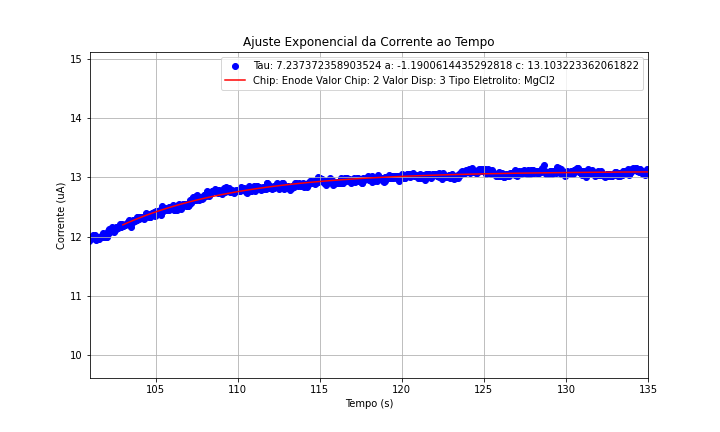 Ajuste Exponencial da Corrente ao Tempo
Tau: 7.237372358903524 a: -1.1900614435292818 c: 13.103223362061822
Chip: Enode Valor Chip: 2 Valor Disp: 3 Tipo Eletrolito: MgCl2
15
14
13
12
11
10
Corrente (uA)
105 110 115 120 125 130 135
Tempo (s)